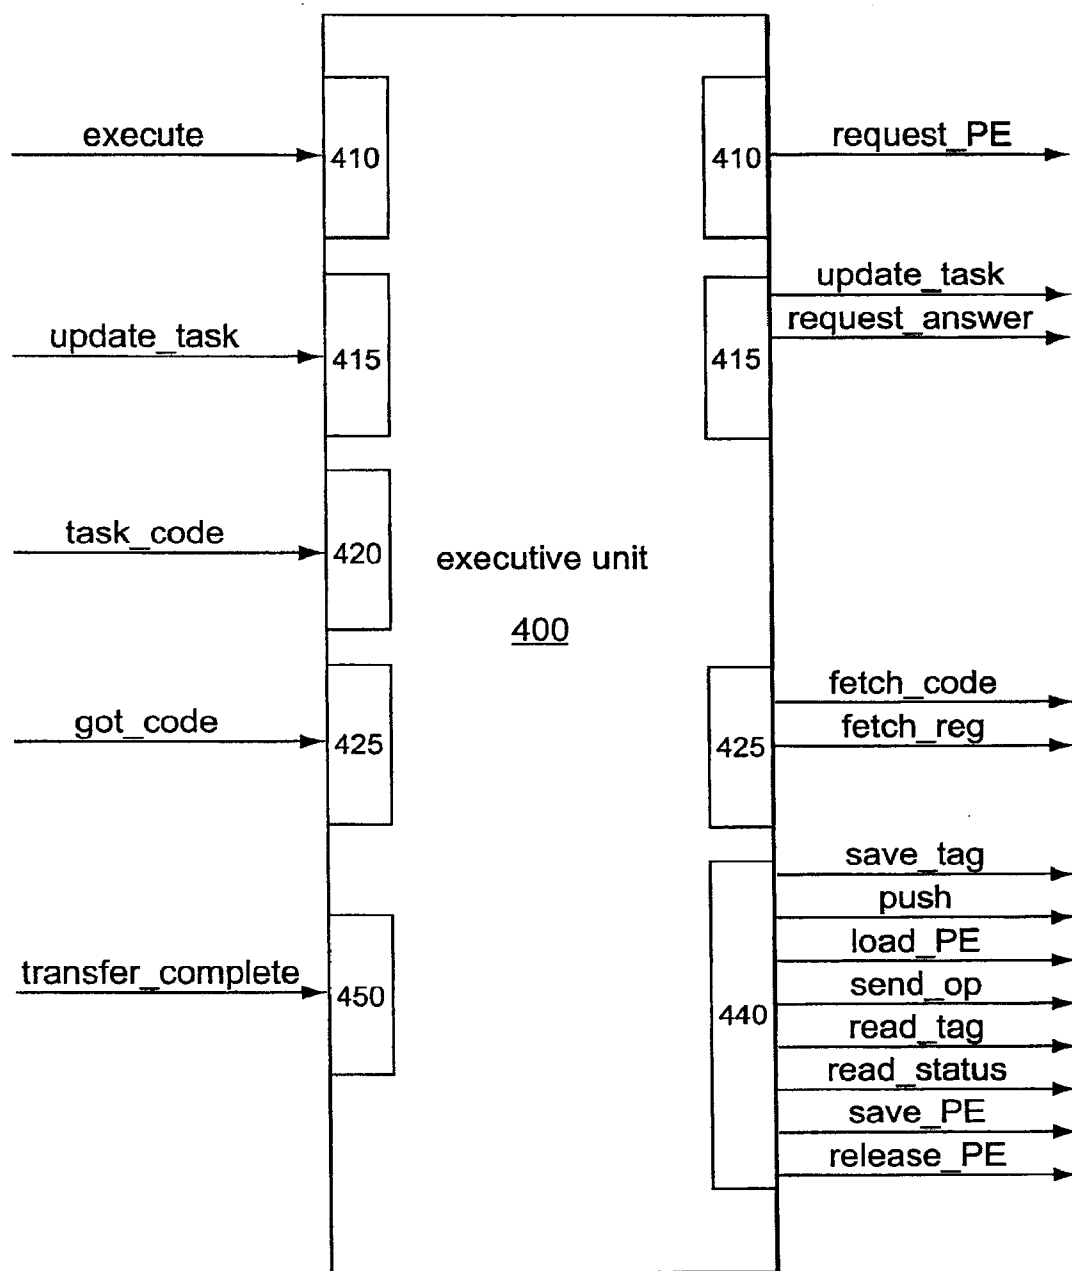 execute
410
410
request_PE
update_task
request_answer
update_task
415
415
task_code
420
executive unit
400
got_code
425
425
fetch_code
fetch_reg
transfer_complete
450
440
save_tag
push
load_PE
send_op
read_tag
read_status
save_PE
release_PE